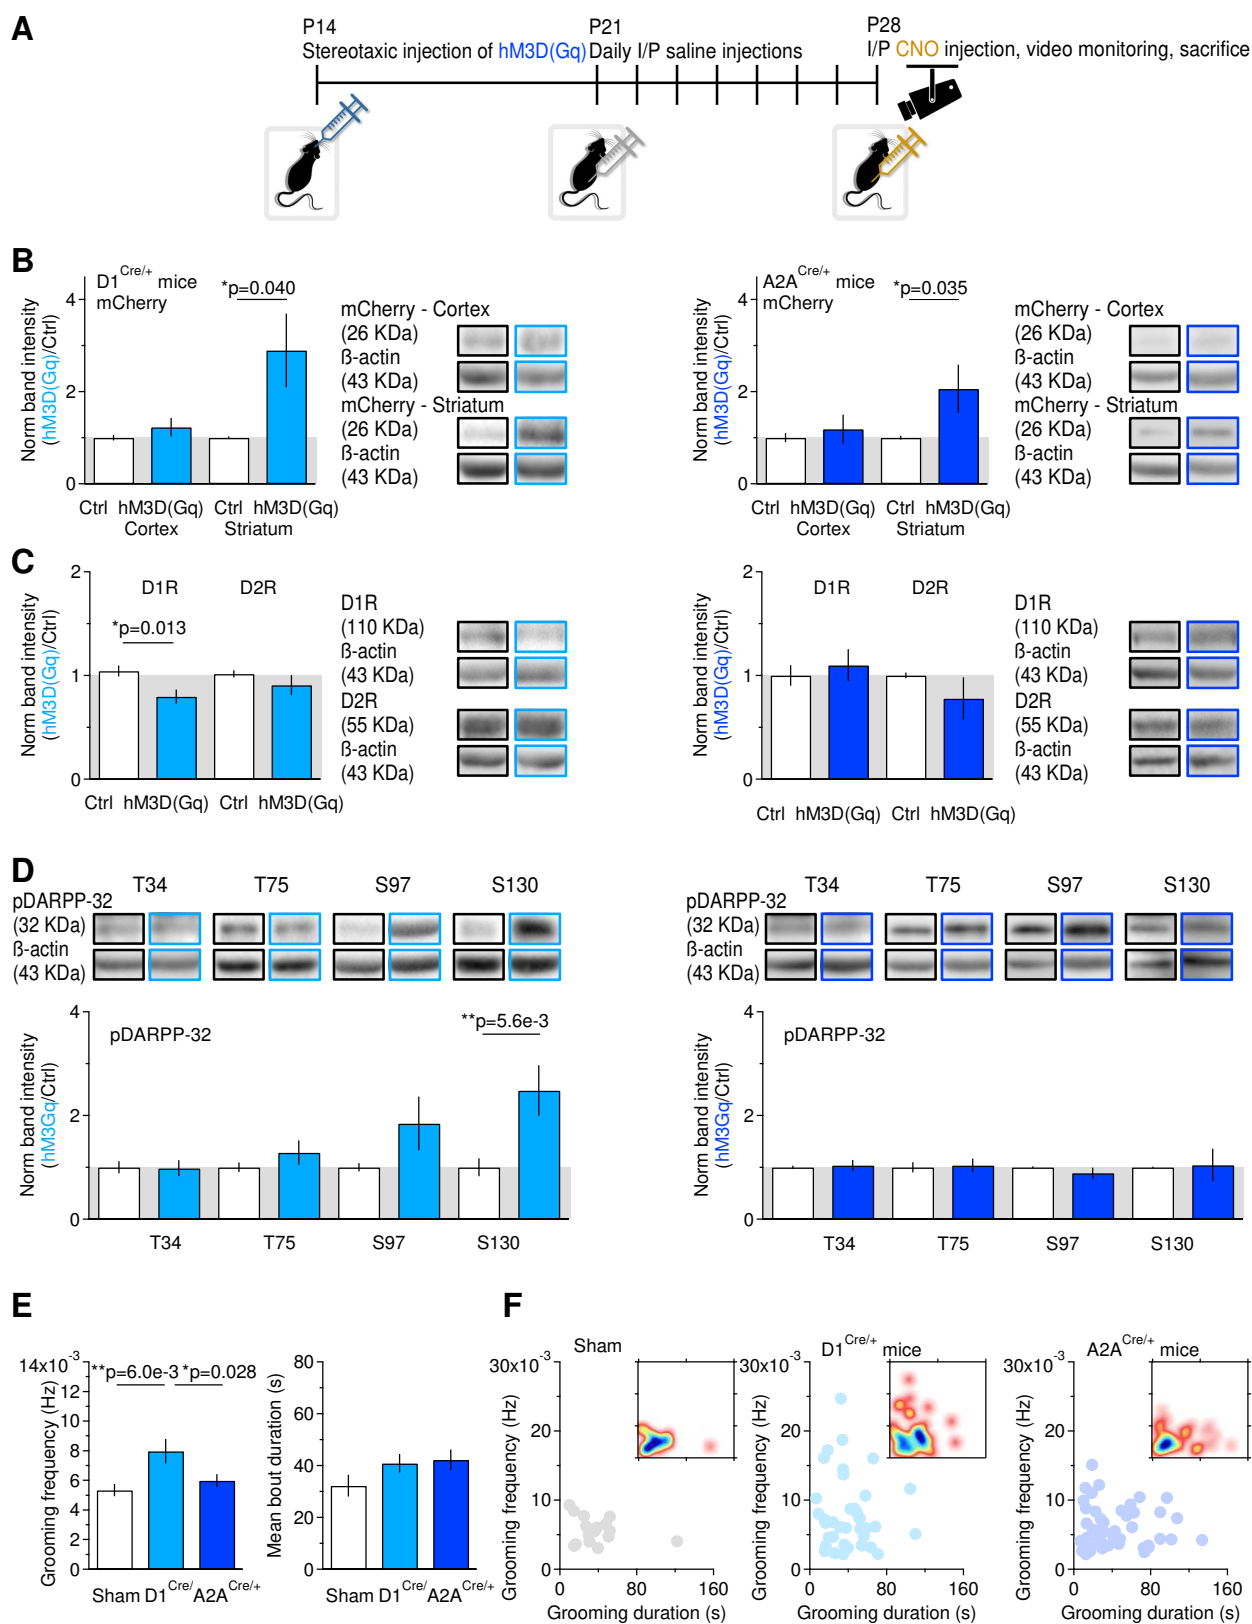 A
P14
P21
P28
Stereotaxic injection of hM3D(Gq) Daily I/P saline injections
I/P CNO injection, video monitoring, sacrifice
B
Norm band intensity
(hM3D(Gq)/Ctrl)
4
2
0
D1Cre/+ mice
mCherry
*p=0.040
Ctrl hM3D(Gq) Ctrl hM3D(Gq)
Cortex Striatum
mCherry - Cortex
(26 KDa)
ß-actin
(43 KDa)
mCherry - Striatum
(26 KDa)
ß-actin
(43 KDa)
Norm band intensity
(hM3D(Gq)/Ctrl)
4
2
0
A2ACre/+ mice
mCherry
*p=0.035
Ctrl hM3D(Gq) Ctrl hM3D(Gq)
Cortex Striatum
mCherry - Cortex
(26 KDa)
ß-actin
(43 KDa)
mCherry - Striatum
(26 KDa)
ß-actin
(43 KDa)
C
Norm band intensity
(hM3D(Gq)/Ctrl)
2
1
0
D1R D2R
*p=0.013
Ctrl hM3D(Gq) Ctrl hM3D(Gq)
D1R
(110 KDa)
ß-actin
(43 KDa)
D2R
(55 KDa)
ß-actin
(43 KDa)
Norm band intensity
(hM3D(Gq)/Ctrl)
2
1
0
D1R D2R
Ctrl hM3D(Gq) Ctrl hM3D(Gq)
D1R
(110 KDa)
ß-actin
(43 KDa)
D2R
(55 KDa)
ß-actin
(43 KDa)
D
T34 T75 S97 S130
pDARPP-32
(32 KDa)
ß-actin
(43 KDa)
Norm band intensity
(hM3Gq/Ctrl)
4
2
0
pDARPP-32
**p=5.6e-3
T34 T75 S97 S130
T34 T75 S97 S130
pDARPP-32
(32 KDa)
ß-actin
(43 KDa)
Norm band intensity
(hM3Gq/Ctrl)
4
2
0
pDARPP-32
T34 T75 S97 S130
E
Grooming frequency (Hz)
14x10-3
12
10
8
6
4
2
0
**p=6.0e-3 *p=0.028
Sham D1Cre/ A2ACre/+
Mean bout duration (s)
80
60
40
20
0
Sham D1Cre/ A2ACre/+
F
Sham
Grooming frequency (Hz)
30x10-3
20
10
0
0 80 160
Grooming duration (s)
D1Cre/+ mice
Grooming frequency (Hz)
30x10-3
20
10
0
0 80 160
Grooming duration (s)
A2ACre/+ mice
Grooming frequency (Hz)
30x10-3
20
10
0
0 80 160
Grooming duration (s)